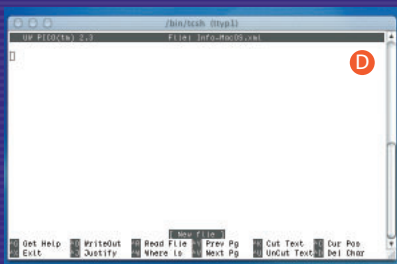 /bin/tcsh (ttyp1)
UW PICO(tm) 2.3 File: Info-MacOS.xml
D
[ New file ]
^G Get Help ^O WriteOut ^R Read File ^Y Prev Pg ^K Cut Text ^C Cur Pos
^X Exit ^J Justify ^W Where is ^V Next Pg ^U UnCut Text ^D Del Char